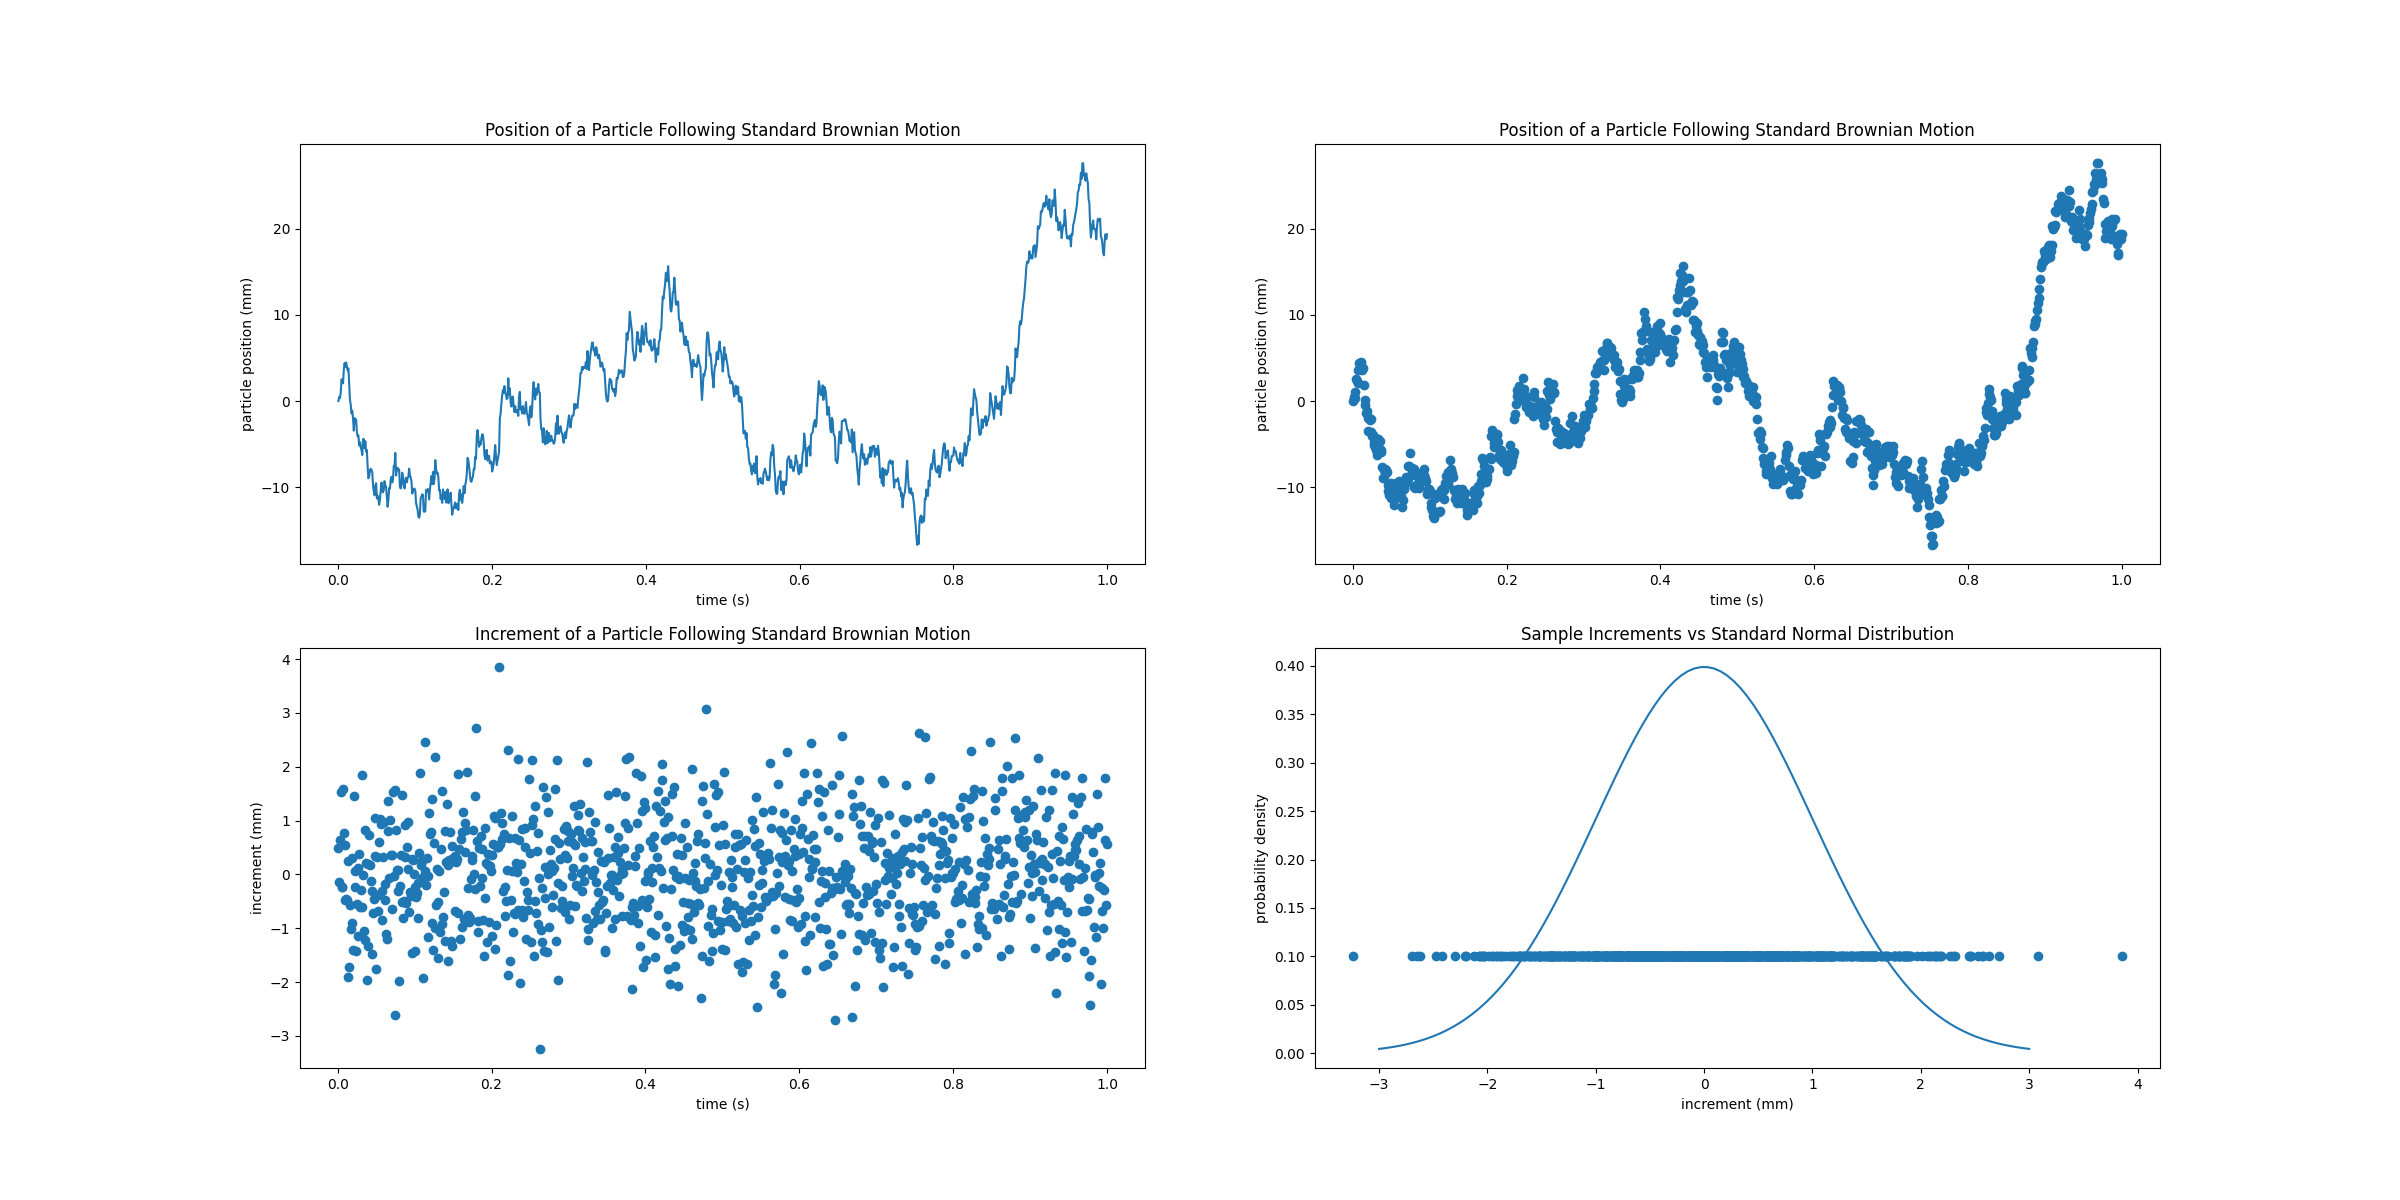 Position of a Particle Following Standard Brownian Motion
particle position (mm)
20
10
0
−10
0.0 0.2 0.4 0.6 0.8 1.0
time (s)
Position of a Particle Following Standard Brownian Motion
particle position (mm)
20
10
0
−10
0.0 0.2 0.4 0.6 0.8 1.0
time (s)
Increment of a Particle Following Standard Brownian Motion
increment (mm)
4
3
2
1
0
−1
−2
−3
0.0 0.2 0.4 0.6 0.8 1.0
time (s)
Sample Increments vs Standard Normal Distribution
probabiity density
0.40
0.35
0.30
0.25
0.20
0.15
0.10
0.05
0.00
−3 −2 −1 0 1 2 3 4
increment (mm)